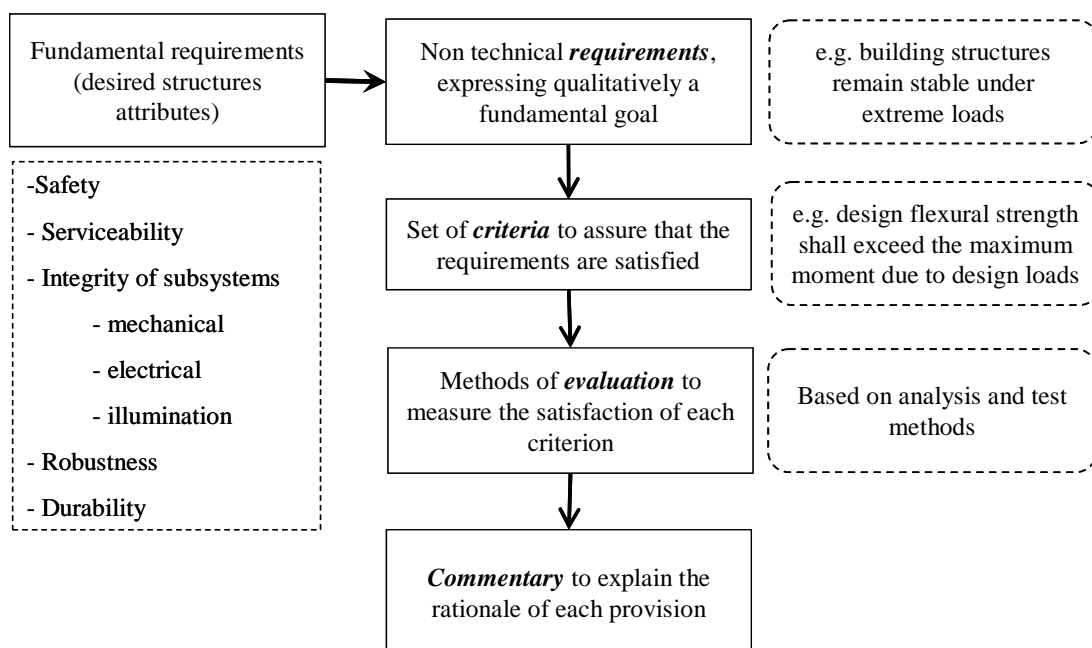 Fundamental requirements
(desired structures
attributes)
Non technical requirements,
expressing qualitatively a
fundamental goal
e.g. building structures
remain stable under
extreme loads
-Safety
- Serviceability
- Integrity of subsystems
- mechanical
- electrical
- illumination
- Robustness
- Durability
Set of criteria to assure that the
requirements are satisfied
e.g. design flexural strength
shall exceed the maximum
moment due to design loads
Methods of evaluation to
measure the satisfaction of each
criterion
Based on analysis and test
methods
Commentary to explain the
rationale of each provision